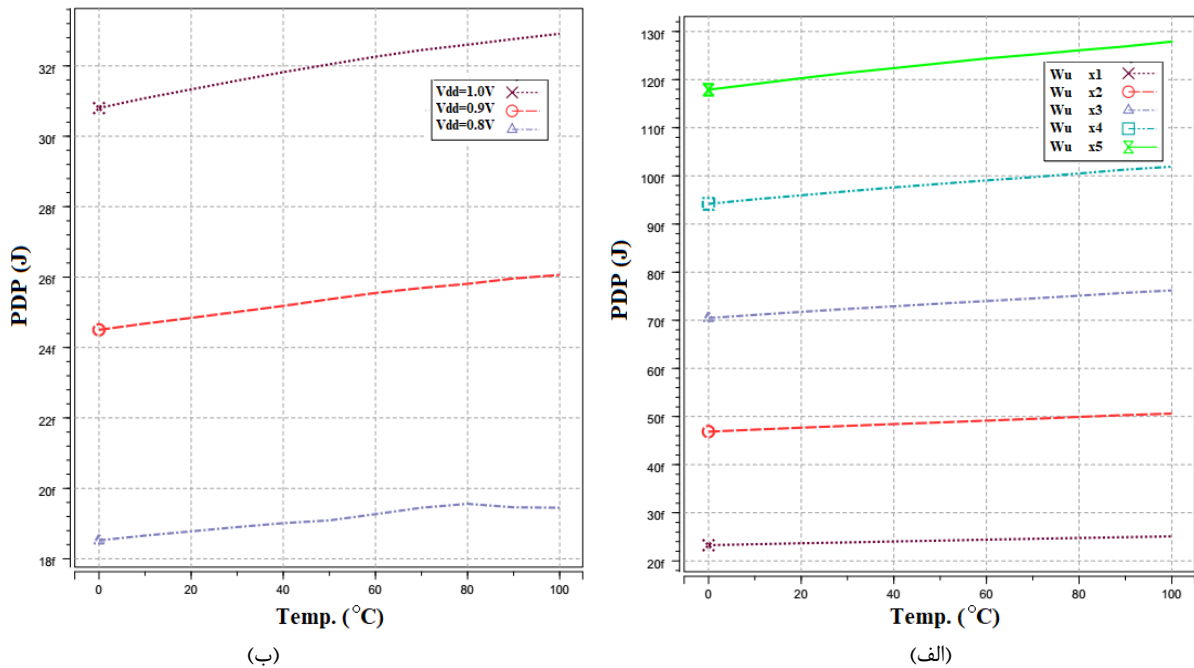 32f
30f
28f
26f
24f
22f
20f
18f
PDP (J)
Vdd=1.0V
Vdd=0.9V
Vdd=0.8V
0 20 40 60 80 100
Temp. (°C)
(ب)
130f
120f
110f
100f
90f
80f
70f
60f
50f
40f
30f
20f
PDP (J)
Wu x1
Wu x2
Wu x3
Wu x4
Wu x5
0 20 40 60 80 100
Temp. (°C)
(الف)